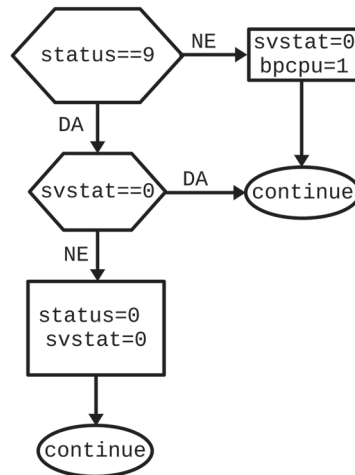 status==9
NE
svstat=0
bpcpu=1
DA
svstat==0
DA
continue
NE
status=0
svstat=0
continue